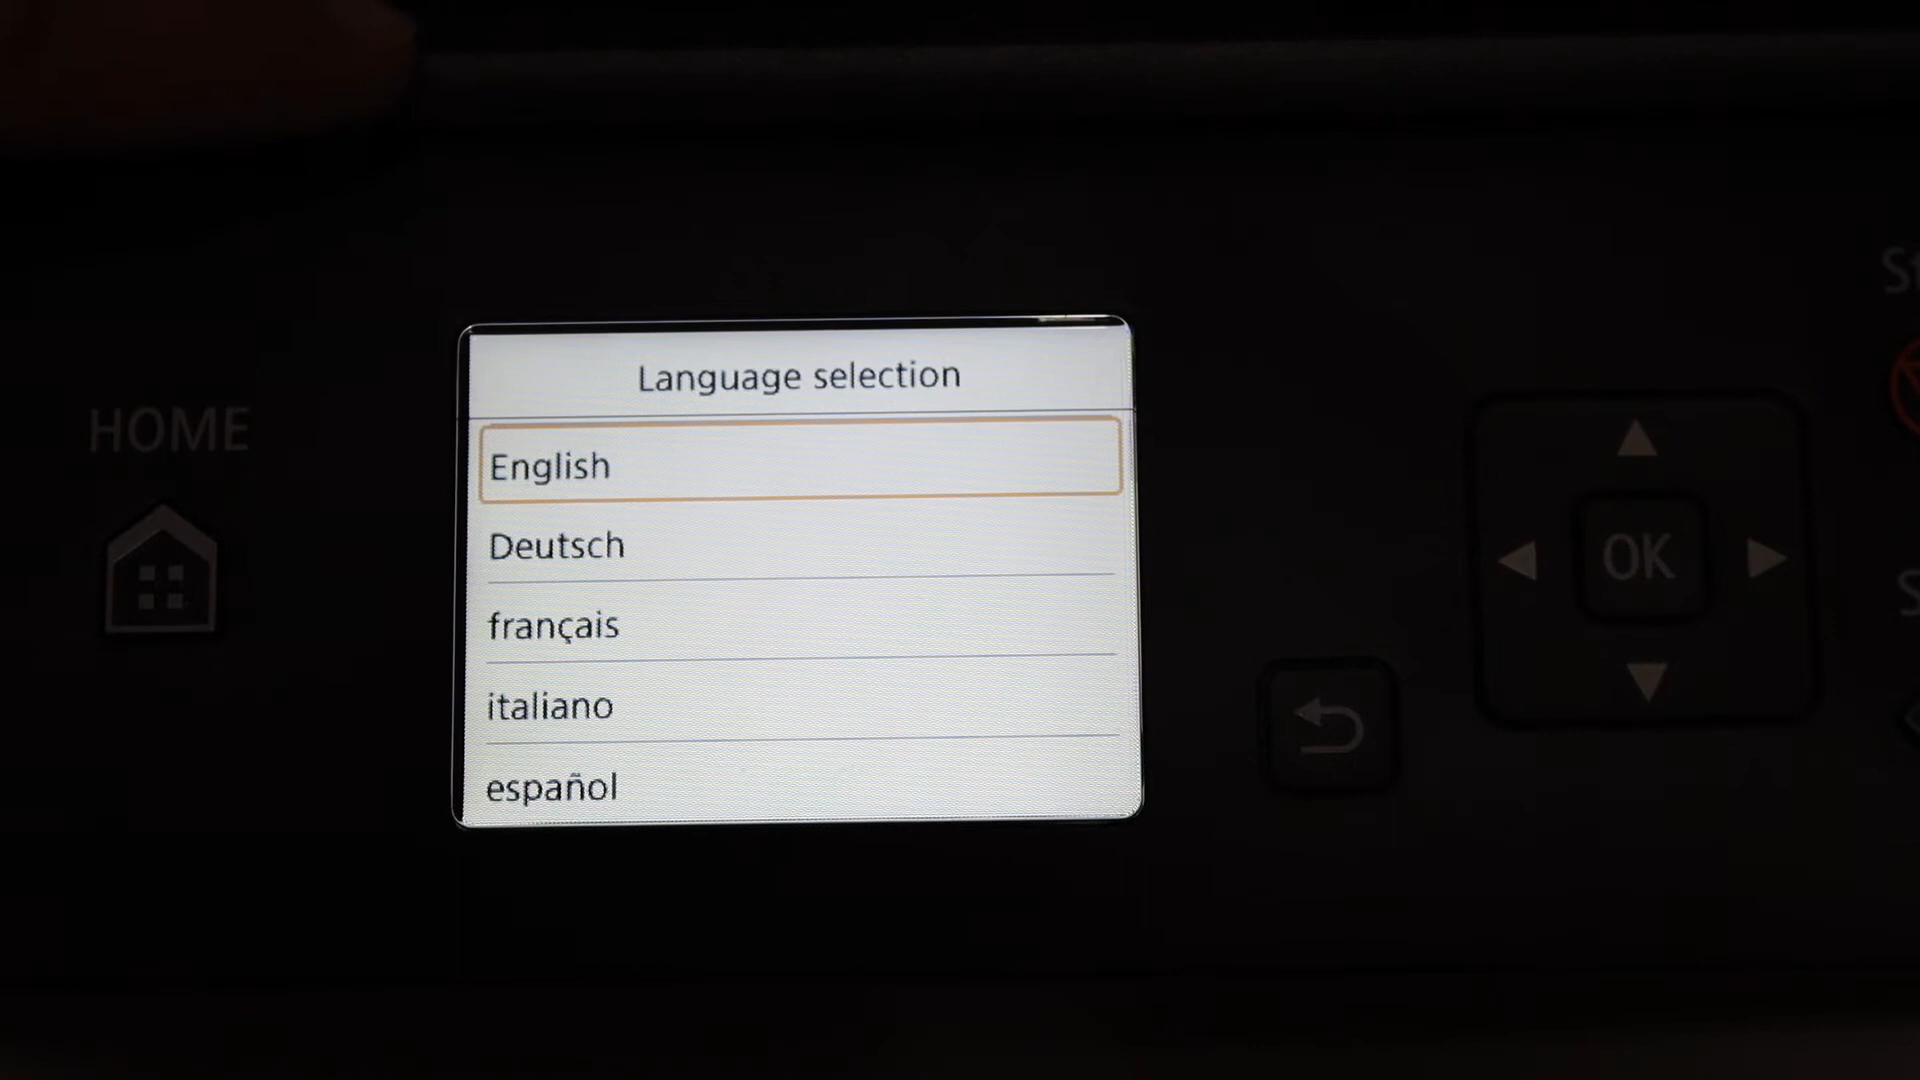 Language selection
HOME
English
Deutsch
français
italiano
español
OK